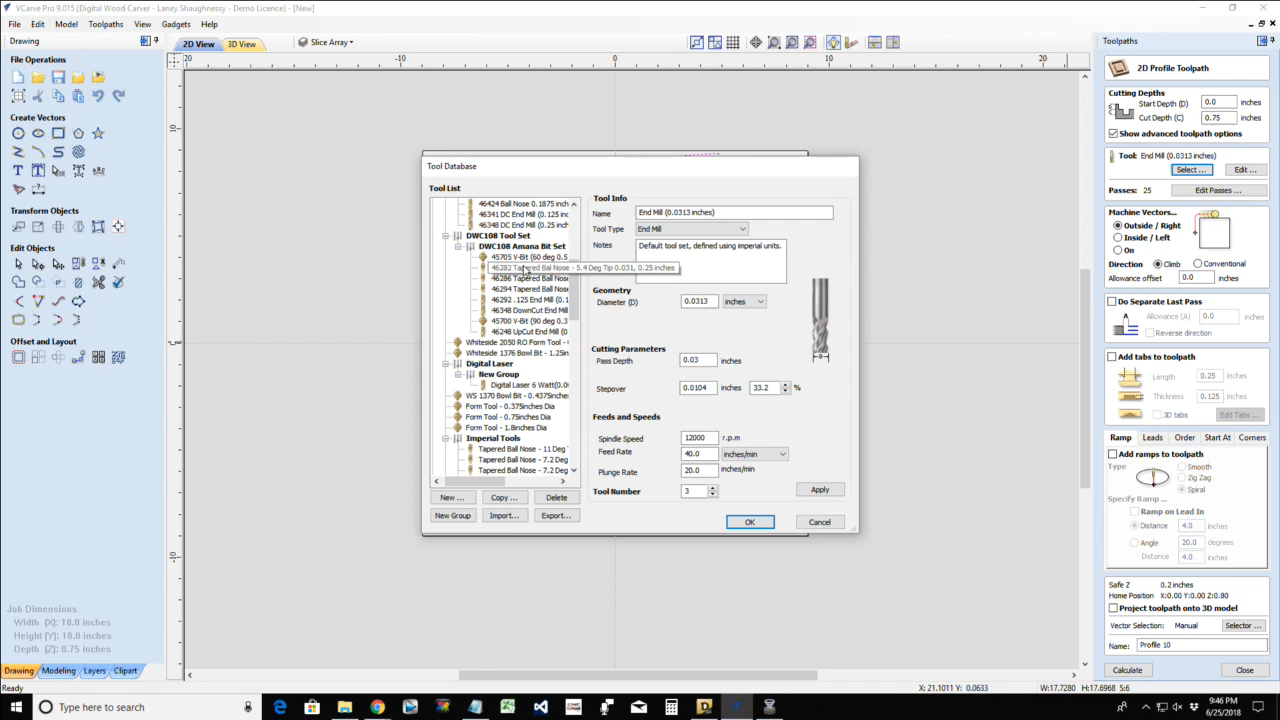 VCarve Pro 9.015 {Digital Wood Carver - Laney Shaughnessy - Demo Licence} - [New]
File Edit Model Toolpaths View Gadgets Help
Drawing
2D View 3D View Slice Array
Toolpaths
File Operations
Create Vectors
Transform Objects
Edit Objects
Offset and Layout
Job Dimensions
Width (X): 18.0 inches
Height (Y): 18.0 inches
Depth (Z): 0.75 inches
Drawing Modeling Layers Clipart
20 -10 0 10 20
10
0
-10
Tool Database
Tool List
46424 Ball Nose 0.1875 inch
46341 DC End Mill (0.125 inc
46348 DC End Mill (0.25 inch
DWC108 Tool Set
DWC108 Amana Bit Set
45705 V-Bit (60 deg 0.5
46282 Tapered Bal Nose - 5.4 Deg Tip 0.031, 0.25 inches
46286 Tapered Bal Nose
46294 Tapered Bal Nose
46292 .125 End Mill (0.1
46348 DownCut End Mill
45700 V-Bit (90 deg 0.3
46248 UpCut End Mill (0
Whiteside 2050 RO Form Tool -
Whiteside 1376 Bowl Bit - 1.25in
Digital Laser
New Group
Digital Laser 6 Watt(0.0
WS 1370 Bowl Bit - 0.4375inche
Form Tool - 0.375inches Dia
Form Tool - 0.75inches Dia
Form Tool - 1.8inches Dia
Imperial Tools
Tapered Ball Nose - 11 Deg
Tapered Ball Nose - 7.2 Deg
Tapered Ball Nose - 7.2 Deg
New ... Copy ... Delete
New Group Import... Export...
Tool Info
Name End Mill (0.0313 inches)
Tool Type End Mill
Notes Default tool set, defined using imperial units.
Geometry
Diameter (D) 0.0313 inches
Cutting Parameters
Pass Depth 0.03 inches
Stepover 0.0104 inches 33.2 %
Feeds and Speeds
Spindle Speed 12000 r.p.m
Feed Rate 40.0 inches/min
Plunge Rate 20.0 inches/min
Tool Number 3 Apply
OK Cancel
2D Profile Toolpath
Cutting Depths
Start Depth (D) 0.0 inches
Cut Depth (C) 0.75 inches
Show advanced toolpath options
Tool: End Mill (0.0313 inches)
Select ... Edit ...
Passes: 25 Edit Passes ...
Machine Vectors...
Outside / Right
Inside / Left
On
Direction Climb Conventional
Allowance offset 0.0 inches
Do Separate Last Pass
Allowance (A) 0.0 inches
Reverse direction
Add tabs to toolpath
Length 0.25 inches
Thickness 0.125 inches
3D tabs Edit Tabs ...
Ramp Leads Order Start At Corners
Add ramps to toolpath
Type Smooth
Zig Zag
Spiral
Specify Ramp ...
Ramp on Lead In
Distance 4.0 inches
Angle 20.0 degrees
Distance 4.0 inches
Safe Z 0.2 inches
Home Position X:0.00 Y:0.00 Z:0.80
Project toolpath onto 3D model
Vector Selection: Manual Selector ...
Name: Profile 10
Calculate Close
Ready X: 21.1011 Y: 0.0633 W:17.7280 H:17.6968 S:6
Type here to search
9:46 PM
6/25/2018